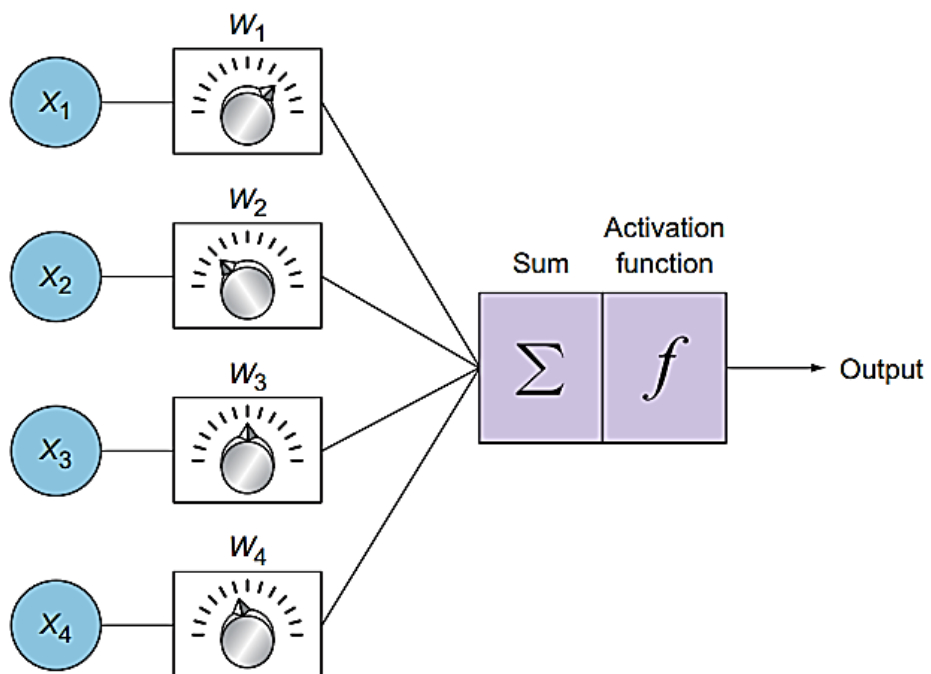 W1
X1
W2
X2
Activation
function
Sum
Σ
f
Output
W3
X3
W4
X4